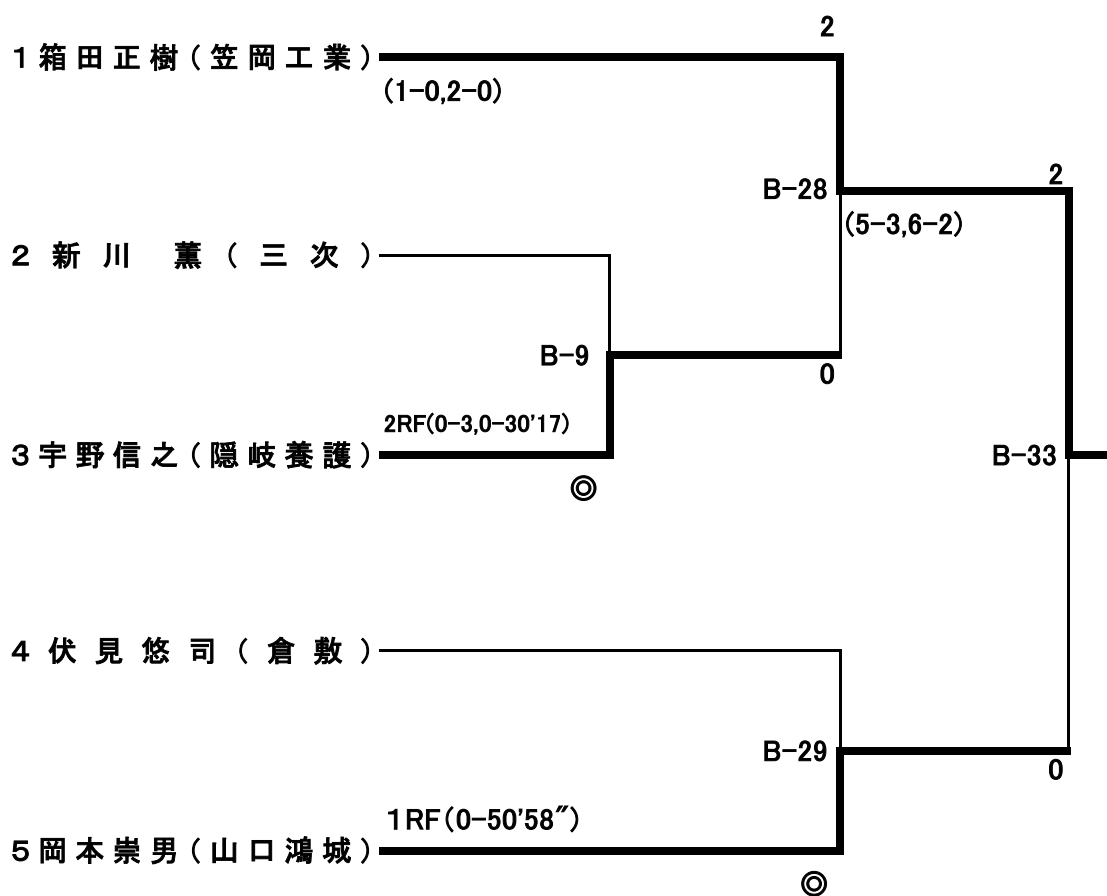 2
1箱田正樹(笠岡工業)
(1-0,2-0)
B-28
2
(5-3,6-2)
2 新川 薫(三次)
B-9
0
2RF(0-3,0-30'17)
3宇野信之(隠岐養護)
B-33
◎
4伏見悠司(倉敷)
B-29
0
1RF(0-50'58")
5岡本崇男(山口鴻城)
◎